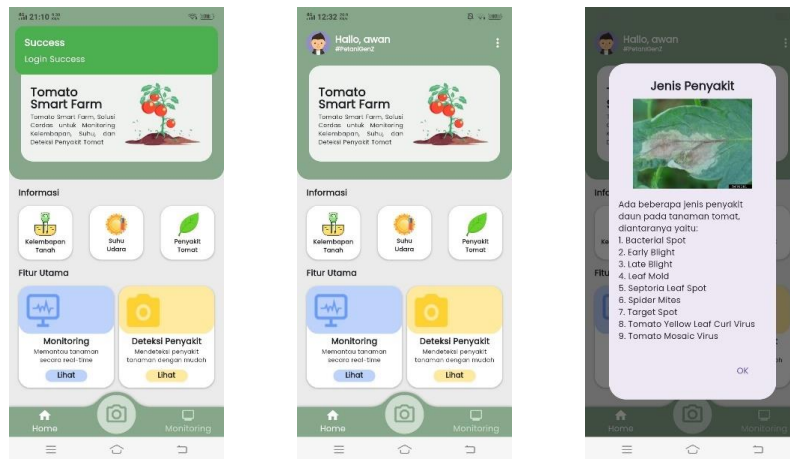 21:10
Success
Login Success
Tomato
Smart Farm
Tomato Smart Farm, Solusi
Cerdas untuk Monitoring
Kelembapan, Suhu, dan
Deteksi Penyakit Tomat
Informasi
Kelembapan
Tanah
Suhu
Udara
Penyakit
Tomat
Fitur Utama
Monitoring
Memantau tanaman
secara real-time
Lihat
Deteksi Penyakit
Mendeteksi penyakit
tanaman dengan mudah
Lihat
Home
Monitoring
12:32
Hallo, awan
#PetaniGenZ
Tomato
Smart Farm
Tomato Smart Farm, Solusi
Cerdas untuk Monitoring
Kelembapan, Suhu, dan
Deteksi Penyakit Tomat
Informasi
Kelembapan
Tanah
Suhu
Udara
Penyakit
Tomat
Fitur Utama
Monitoring
Memantau tanaman
secara real-time
Lihat
Deteksi Penyakit
Mendeteksi penyakit
tanaman dengan mudah
Lihat
Home
Monitoring
Hallo, awan
#PetaniGenZ
Jenis Penyakit
Ada beberapa jenis penyakit
daun pada tanaman tomat,
diantaranya yaitu:
1. Bacterial Spot
2. Early Blight
3. Late Blight
4. Leaf Mold
5. Septoria Leaf Spot
6. Spider Mites
7. Target Spot
8. Tomato Yellow Leaf Curl Virus
9. Tomato Mosaic Virus
OK
Home
Monitoring